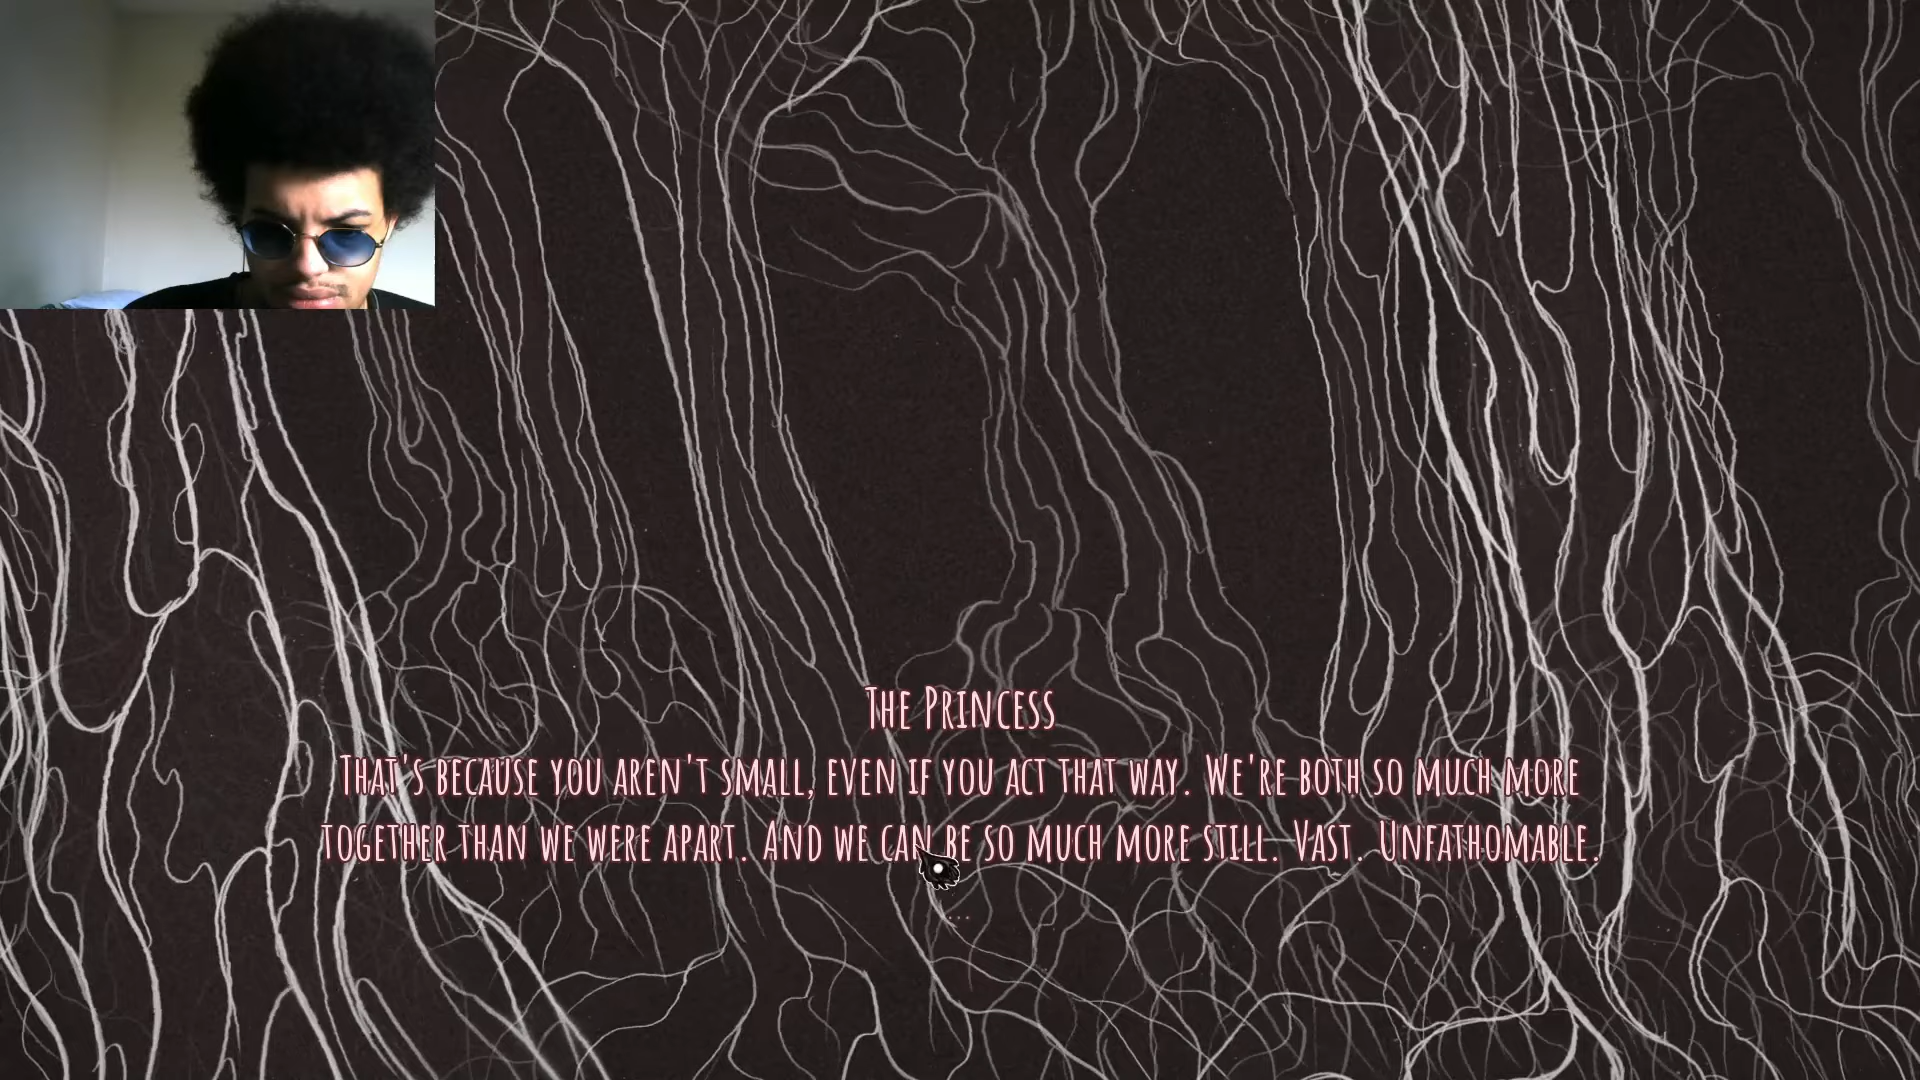 The Princess
That's because you aren't small, even if you act that way. We're both so much more
together than we were apart. And we can be so much more still. Vast. Unfathomable.
...